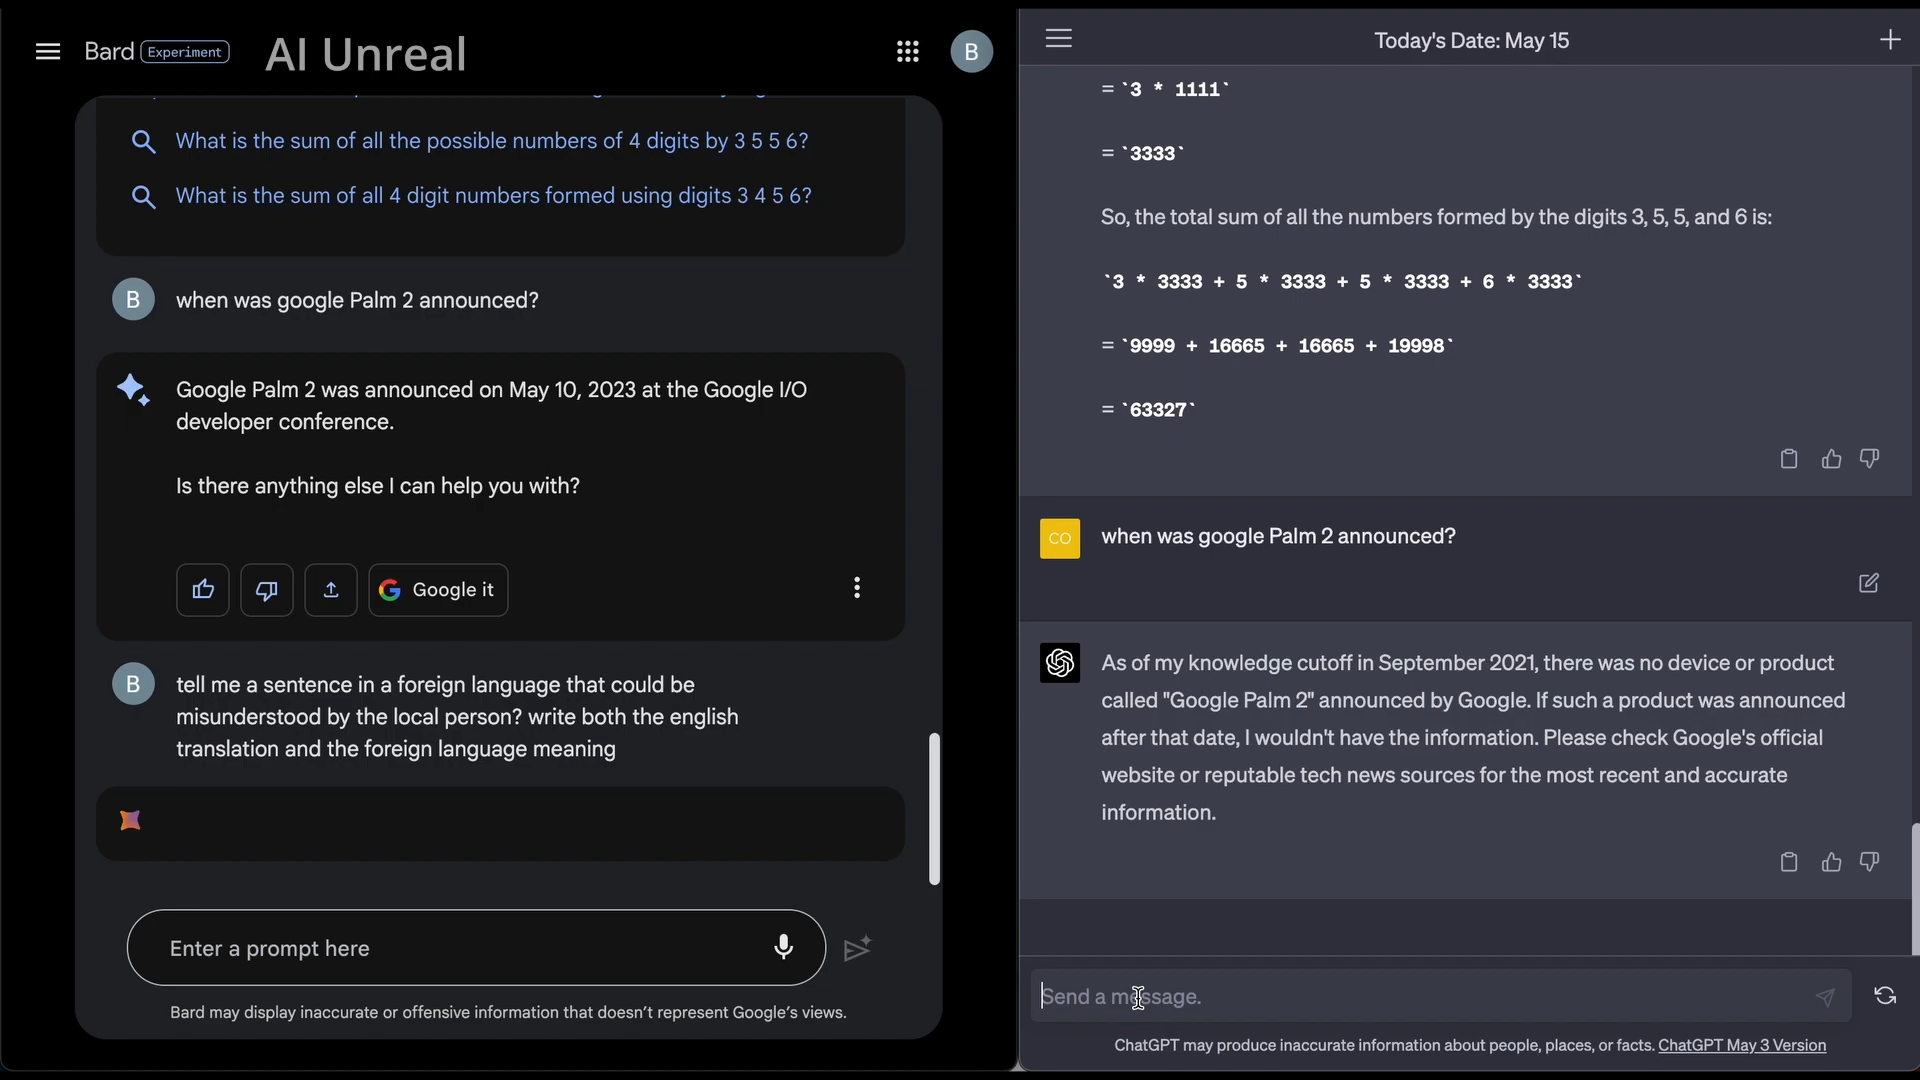 Bard Experiment AI Unreal
B
What is the sum of all the possible numbers of 4 digits by 3 5 5 6?
What is the sum of all 4 digit numbers formed using digits 3 4 5 6?
B when was google Palm 2 announced?
Google Palm 2 was announced on May 10, 2023 at the Google I/O
developer conference.
Is there anything else I can help you with?
Google it
B tell me a sentence in a foreign language that could be
misunderstood by the local person? write both the english
translation and the foreign language meaning
Enter a prompt here
Bard may display inaccurate or offensive information that doesn't represent Google's views.
Today's Date: May 15
= `3 * 1111`
= `3333`
So, the total sum of all the numbers formed by the digits 3, 5, 5, and 6 is:
`3 * 3333 + 5 * 3333 + 5 * 3333 + 6 * 3333`
= `9999 + 16665 + 16665 + 19998`
= `63327`
CO when was google Palm 2 announced?
As of my knowledge cutoff in September 2021, there was no device or product
called "Google Palm 2" announced by Google. If such a product was announced
after that date, I wouldn't have the information. Please check Google's official
website or reputable tech news sources for the most recent and accurate
information.
Send a message.
ChatGPT may produce inaccurate information about people, places, or facts. ChatGPT May 3 Version